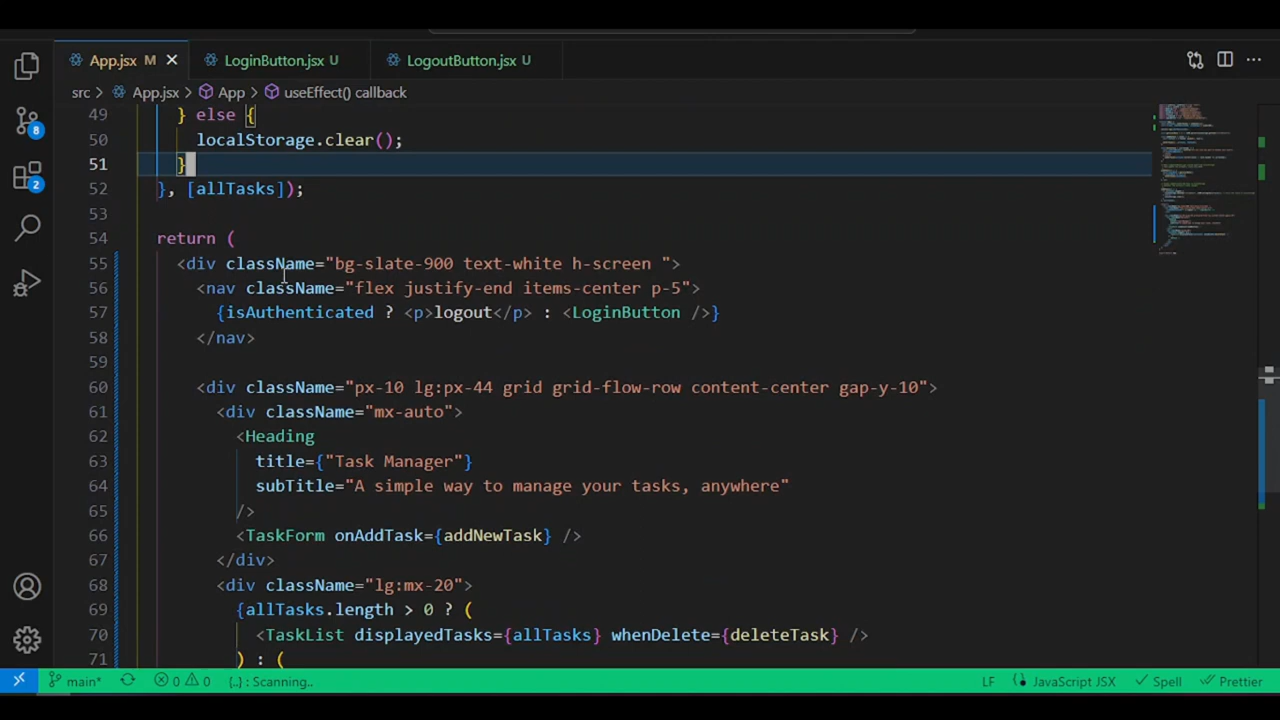 App.jsx M
LoginButton.jsx U
LogoutButton.jsx U
src > App.jsx > App > useEffect() callback
49 } else {
50 localStorage.clear();
51 }
52 }, [allTasks]);
53
54 return (
55 <div className="bg-slate-900 text-white h-screen ">
56 <nav className="flex justify-end items-center p-5">
57 {isAuthenticated ? <p>logout</p> : <LoginButton />}
58 </nav>
59
60 <div className="px-10 lg:px-44 grid grid-flow-row content-center gap-y-10">
61 <div className="mx-auto">
62 <Heading
63 title={"Task Manager"}
64 subTitle="A simple way to manage your tasks, anywhere"
65 />
66 <TaskForm onAddTask={addNewTask} />
67 </div>
68 <div className="lg:mx-20">
69 {allTasks.length > 0 ? (
70 <TaskList displayedTasks={allTasks} whenDelete={deleteTask} />
71 ) : (
8
2
main* 0 0 {..} : Scanning.. LF JavaScript JSX Spell Prettier